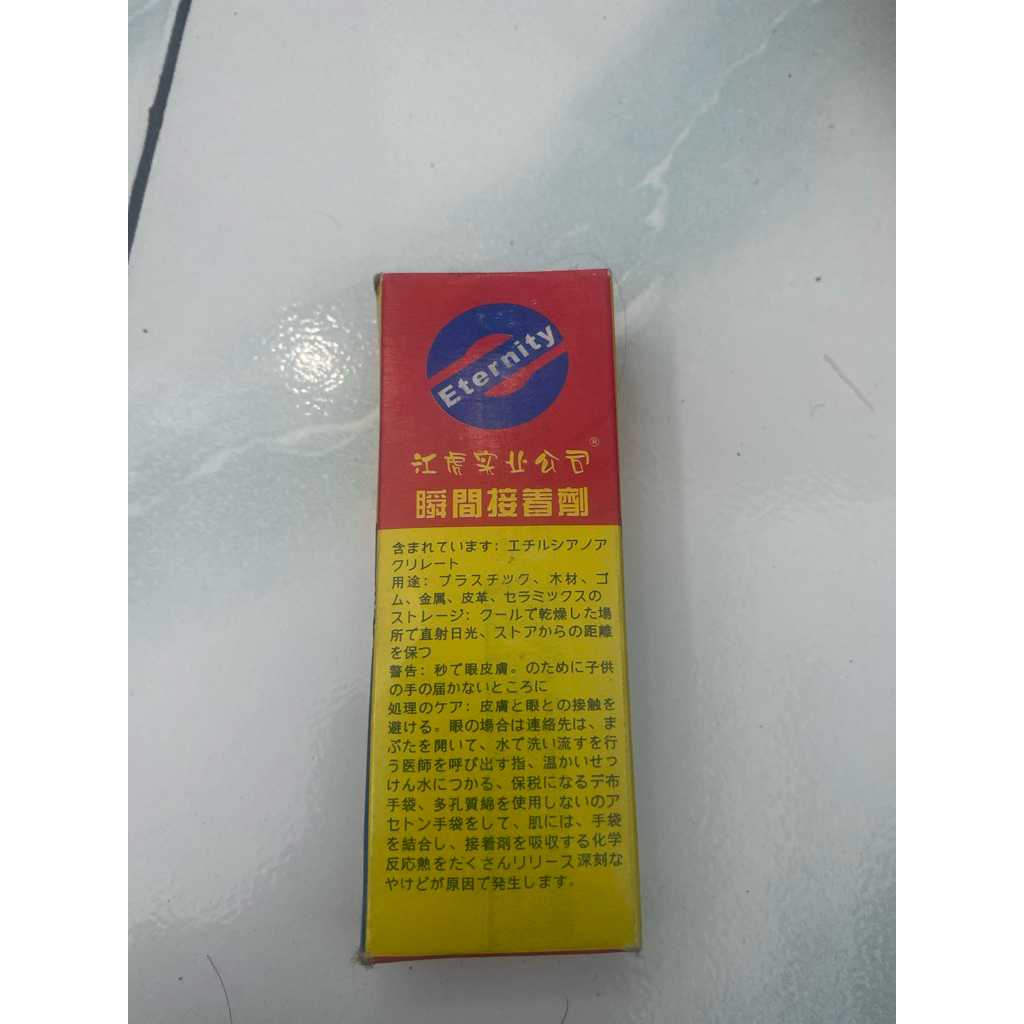 Eternity
江虎实业公司®
瞬間接着劑
含まれています: エチルシアノア
クリレート
用途: プラスチック、木材、ゴ
ム、金属、皮革、セラミックスの
ストレージ: クールで乾燥した場
所で直射日光、ストアからの距離
を保つ
警告: 秒で眼皮膚。のために子供
の手の届かないところに
処理のケア: 皮膚と眼との接触を
避ける。眼の場合は連絡先は、ま
ぶたを開いて、水で洗い流すを行
う医師を呼び出す指、温かいせっ
けん水につかる、保税になるデ布
手袋、多孔質綿を使用しないのア
セトン手袋をして、肌には、手袋
を結合し、接着剤を吸収する化学
反応熱をたくさんリリース深刻な
やけどが原因で発生します。